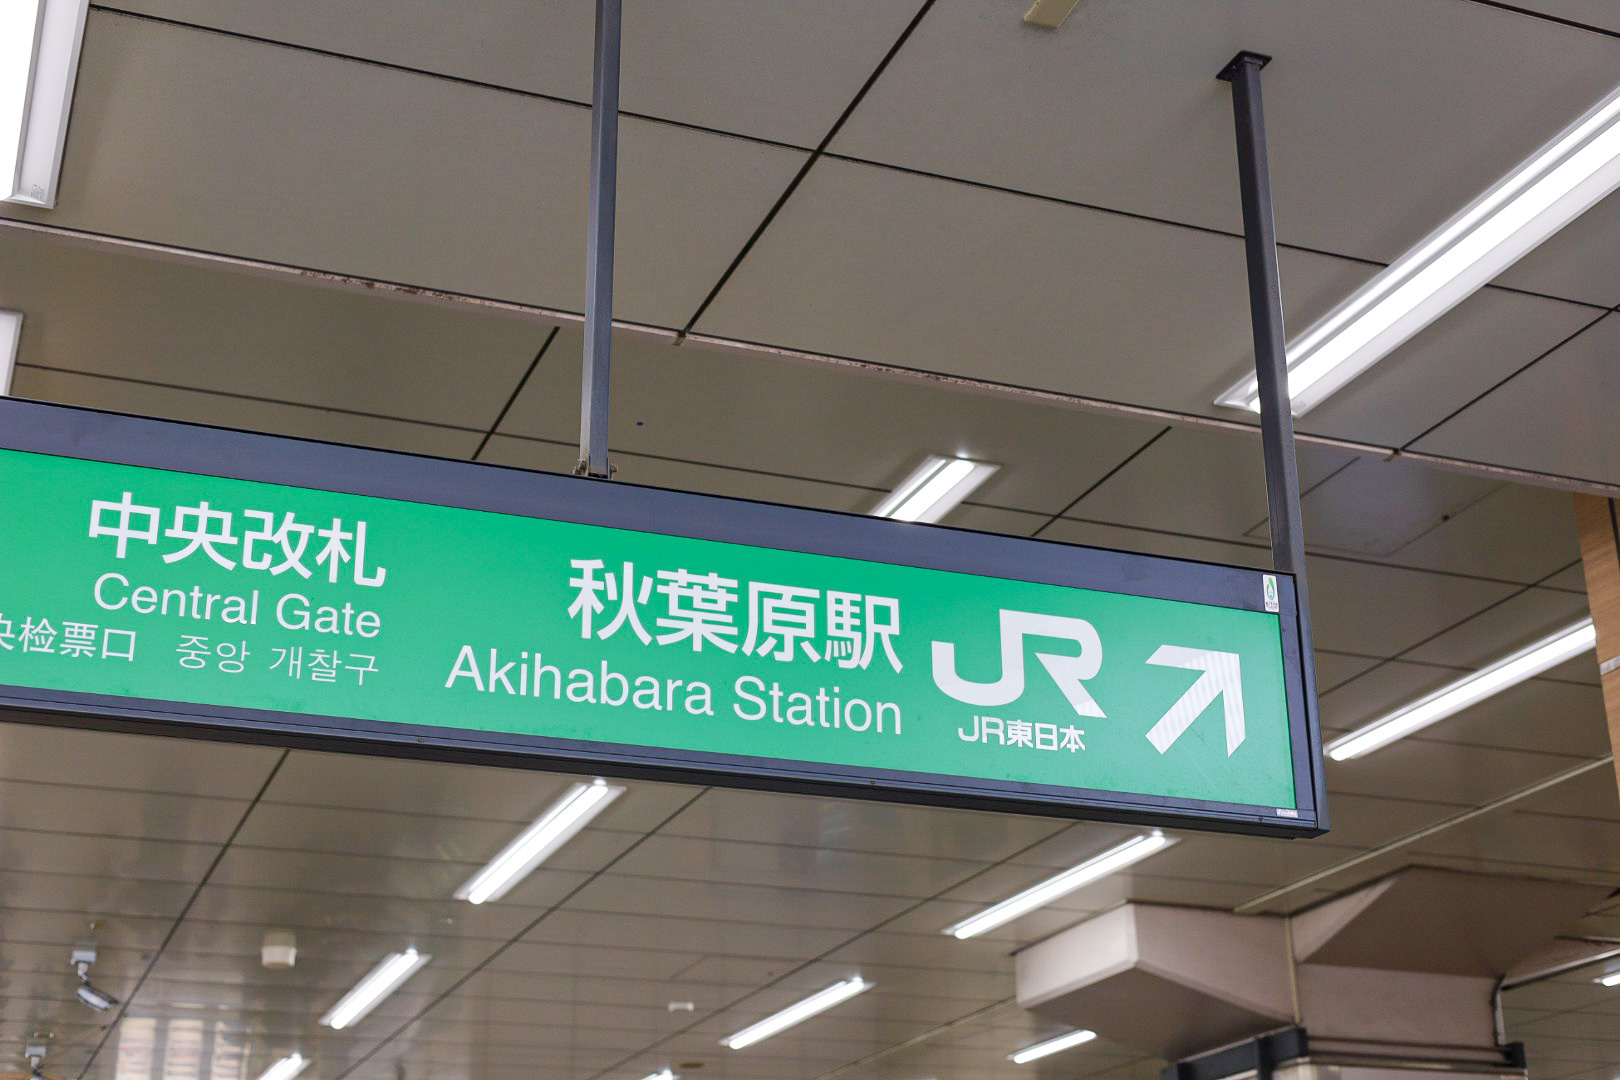 中央改札
Central Gate
央检票口 중앙 개찰구
秋葉原駅
Akihabara Station
JR
JR東日本